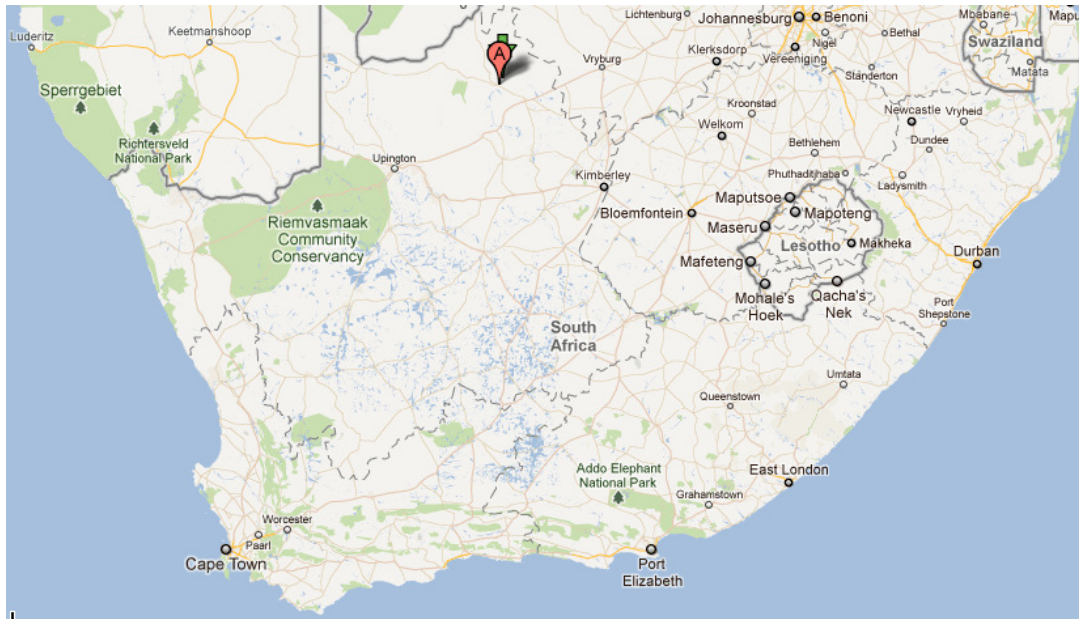 Lichtenburg
Johannesburg
Benoni
Mbabane
Mapu
Luderitz
Keetmanshoop
A
Klerksdorp
Nigel
Bethal
Swaziland
Vryburg
Vereeniging
Standerton
Matata
Sperrgebiet
Kroonstad
Newcastle
Vryheid
Welkom
Richtersveld
National Park
Bethlehem
Dundee
Upington
Kimberley
Phuthaditjhaba
Ladysmith
Maputsoe
Riemvasmaak
Community
Conservancy
Bloemfontein
Mapoteng
Maseru
Lesotho
Makheka
Durban
Mafeteng
Mohale's
Hoek
Qacha's
Nek
Port
Shepstone
South
Africa
Umtata
Queenstown
Addo Elephant
National Park
East London
Grahamstown
Worcester
Paarl
Cape Town
Port
Elizabeth